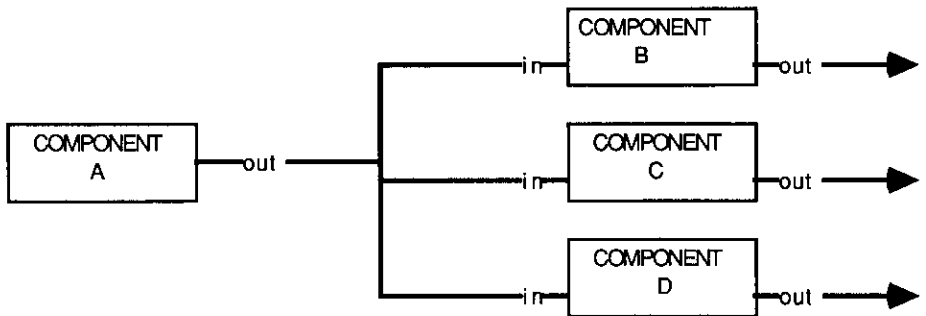 COMPONENT
B
in
out
COMPONENT
A
out
COMPONENT
C
in
out
COMPONENT
D
in
out